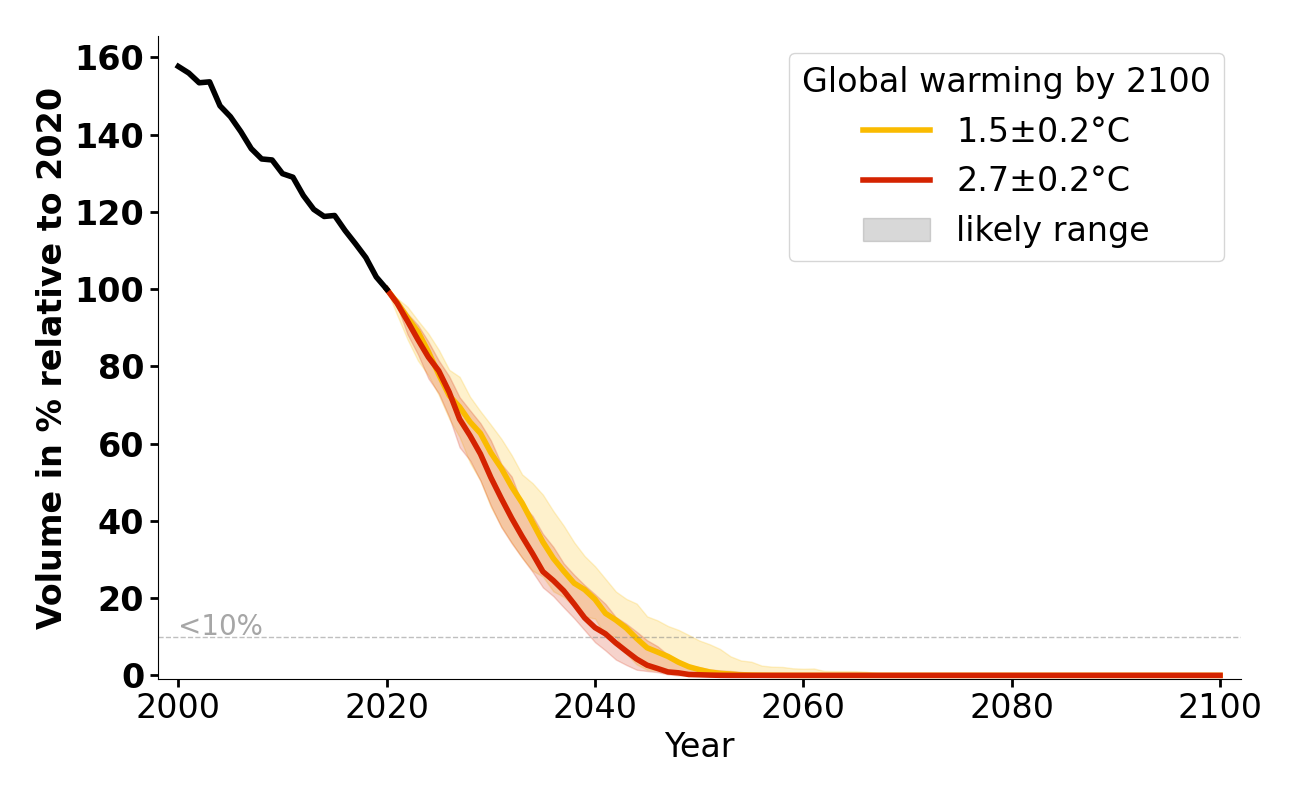 Volume in % relative to 2020
160
140
120
100
80
60
40
20
0
<10%
Global warming by 2100
1.5±0.2°C
2.7±0.2°C
likely range
2000 2020 2040 2060 2080 2100
Year